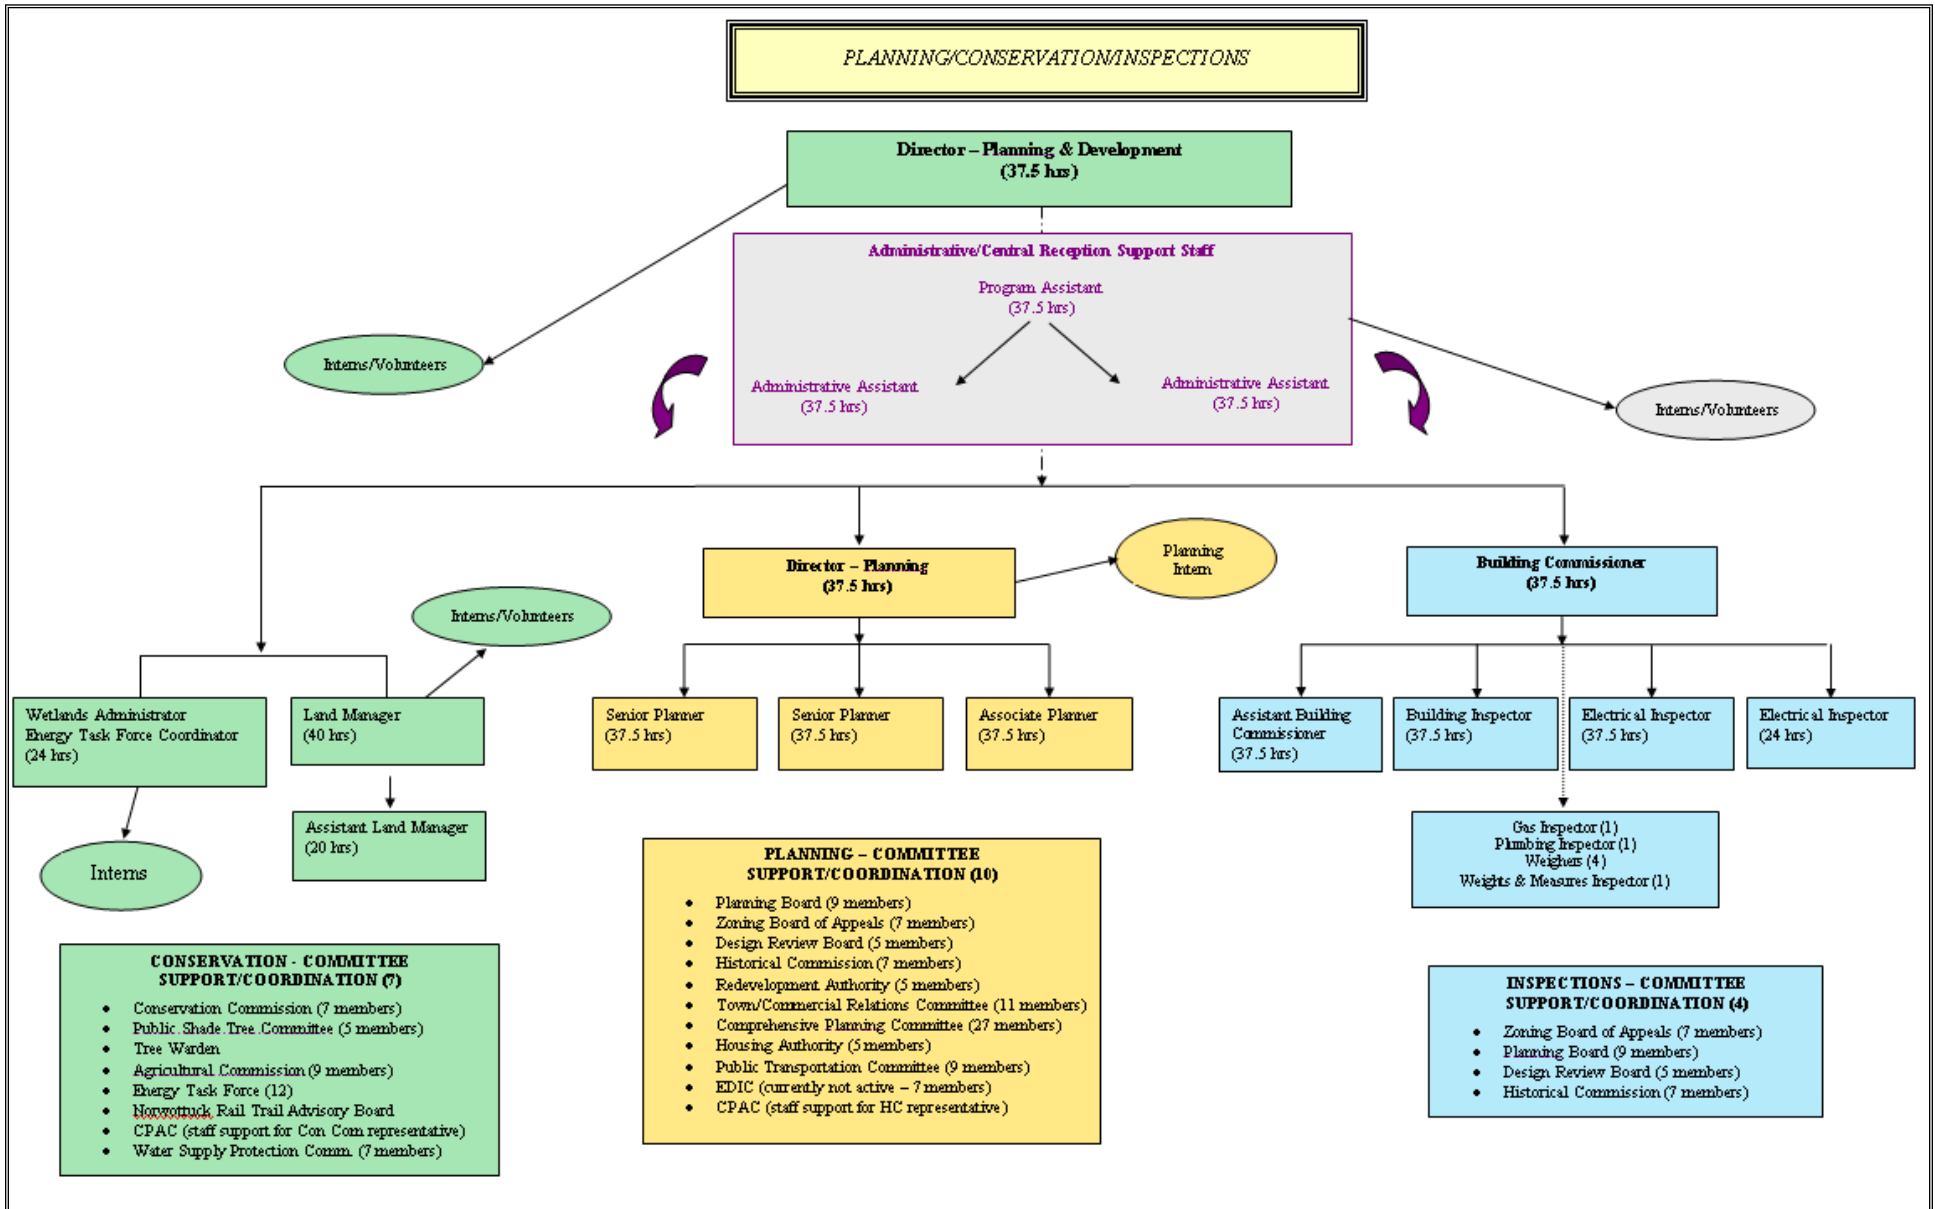 PLANNING/CONSERVATION/INSPECTIONS
Director – Planning & Development
(37.5 hrs)
Administrative/Central Reception Support Staff
Program Assistant
(37.5 hrs)
Administrative Assistant
(37.5 hrs)
Administrative Assistant
(37.5 hrs)
Interns/Volunteers
Interns/Volunteers
Director – Planning
(37.5 hrs)
Planning
Intern
Building Commissioner
(37.5 hrs)
Interns/Volunteers
Wetlands Administrator
Energy Task Force Coordinator
(24 hrs)
Land Manager
(40 hrs)
Senior Planner
(37.5 hrs)
Senior Planner
(37.5 hrs)
Associate Planner
(37.5 hrs)
Assistant Building
Commissioner
(37.5 hrs)
Building Inspector
(37.5 hrs)
Electrical Inspector
(37.5 hrs)
Electrical Inspector
(24 hrs)
Assistant Land Manager
(20 hrs)
Interns
Gas Inspector (1)
Plumbing Inspector (1)
Weighers (4)
Weights & Measures Inspector (1)
CONSERVATION - COMMITTEE
SUPPORT/COORDINATION (7)
• Conservation Commission (7 members)
• Public Shade Tree Committee (5 members)
• Tree Warden
• Agricultural Commission (9 members)
• Energy Task Force (12)
• Norwottuck Rail Trail Advisory Board
• CPAC (staff support for Con Com representative)
• Water Supply Protection Comm. (7 members)
PLANNING – COMMITTEE
SUPPORT/COORDINATION (10)
• Planning Board (9 members)
• Zoning Board of Appeals (7 members)
• Design Review Board (5 members)
• Historical Commission (7 members)
• Redevelopment Authority (5 members)
• Town/Commercial Relations Committee (11 members)
• Comprehensive Planning Committee (27 members)
• Housing Authority (5 members)
• Public Transportation Committee (9 members)
• EDIC (currently not active – 7 members)
• CPAC (staff support for HC representative)
INSPECTIONS – COMMITTEE
SUPPORT/COORDINATION (4)
• Zoning Board of Appeals (7 members)
• Planning Board (9 members)
• Design Review Board (5 members)
• Historical Commission (7 members)